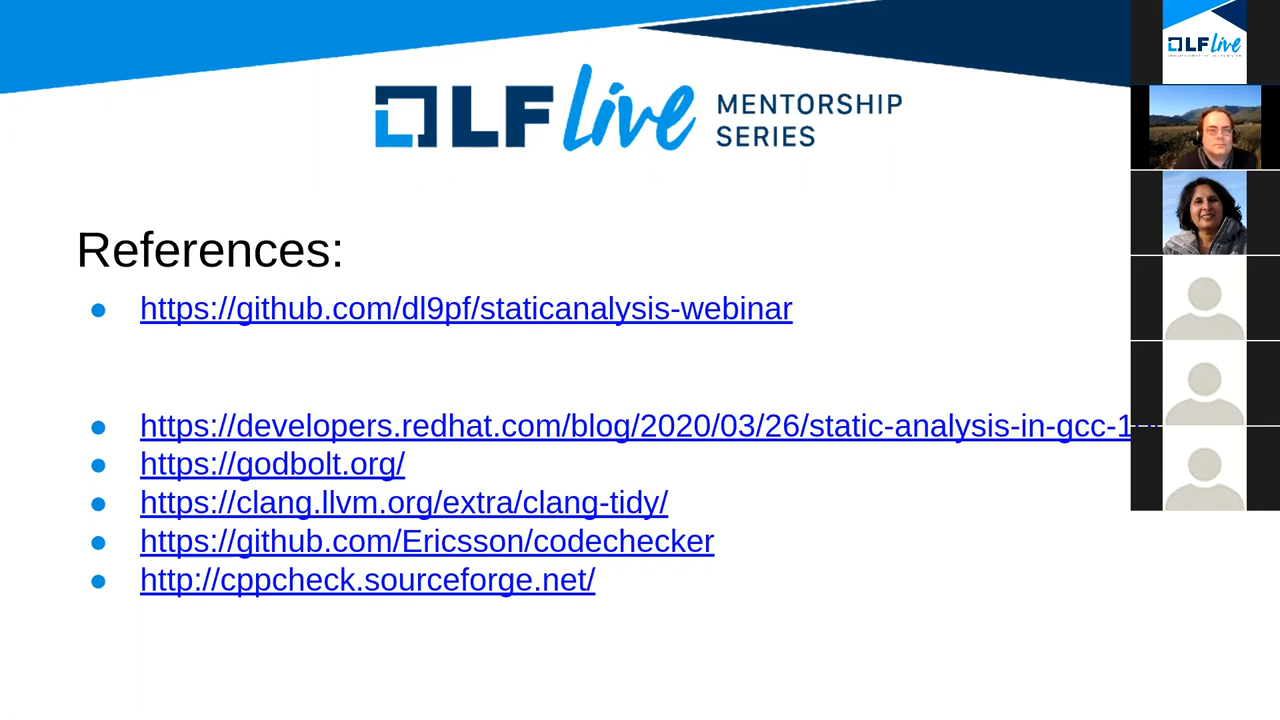 LF Live MENTORSHIP
SERIES
LF Live
References:
https://github.com/dl9pf/staticanalysis-webinar
https://developers.redhat.com/blog/2020/03/26/static-analysis-in-gcc-1
https://godbolt.org/
https://clang.llvm.org/extra/clang-tidy/
https://github.com/Ericsson/codechecker
http://cppcheck.sourceforge.net/